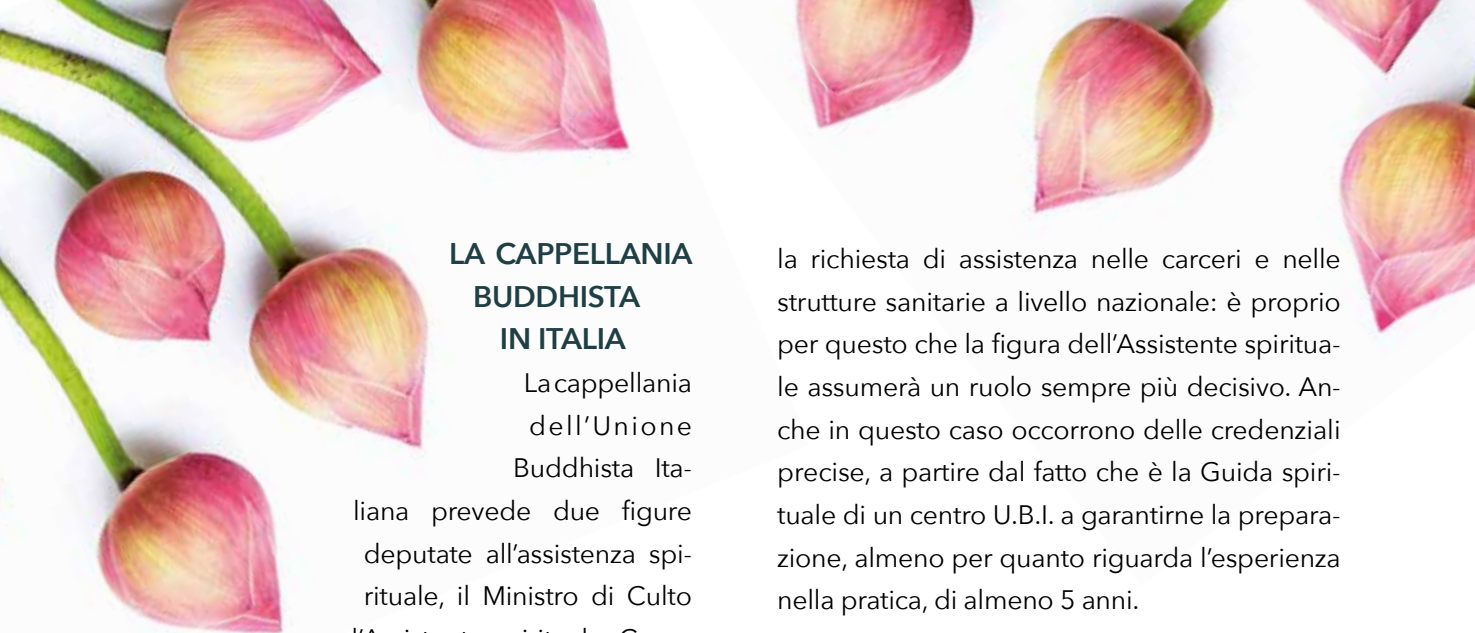 LA CAPPELLANIA
BUDDHISTA
IN ITALIA
La cappellania
dell’Unione
Buddhista Ita-
liana prevede due figure
deputate all’assistenza spi-
rituale, il Ministro di Culto
la richiesta di assistenza nelle carceri e nelle
strutture sanitarie a livello nazionale: è proprio
per questo che la figura dell’Assistente spiritua-
le assumerà un ruolo sempre più decisivo. An-
che in questo caso occorrono delle credenziali
precise, a partire dal fatto che è la Guida spiri-
tuale di un centro U.B.I. a garantirne la prepara-
zione, almeno per quanto riguarda l’esperienza
nella pratica, di almeno 5 anni.